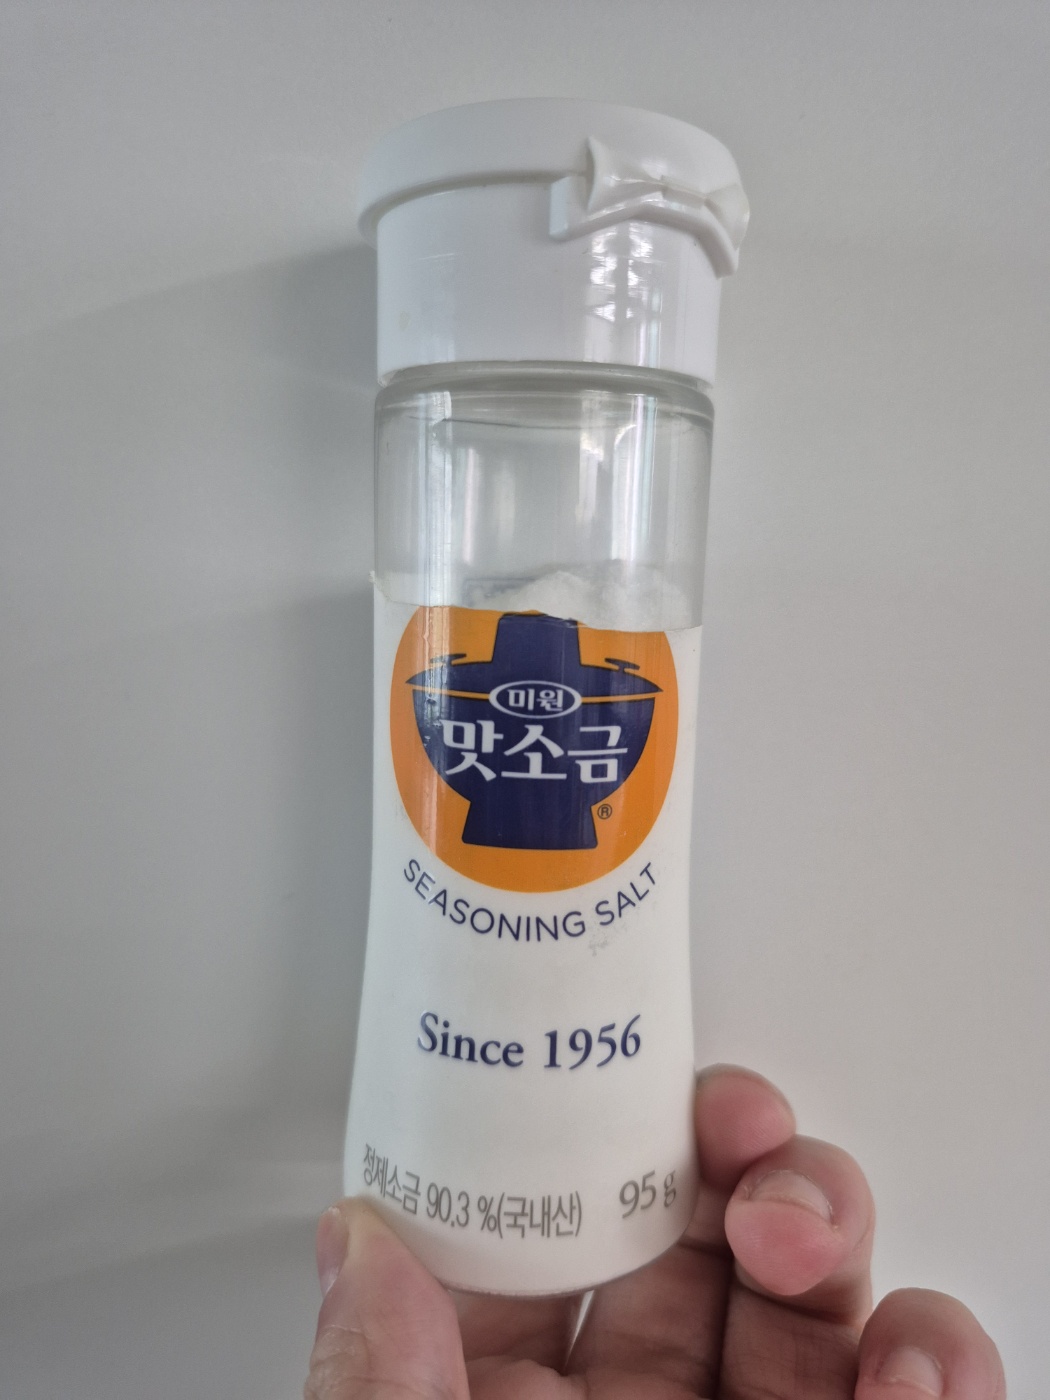 미원
맛소금
®
SEASONING SALT
Since 1956
정제소금 90.3 %(국내산) 95 g